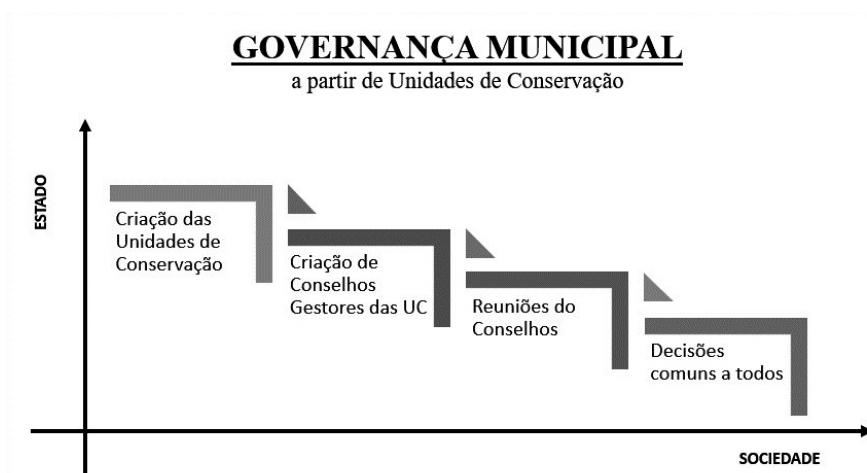 GOVERNANÇA MUNICIPAL
a partir de Unidades de Conservação
ESTADO
Criação das
Unidades de
Conservação
Criação de
Conselhos
Gestores das UC
Reuniões do
Conselhos
Decisões
comuns a todos
SOCIEDADE